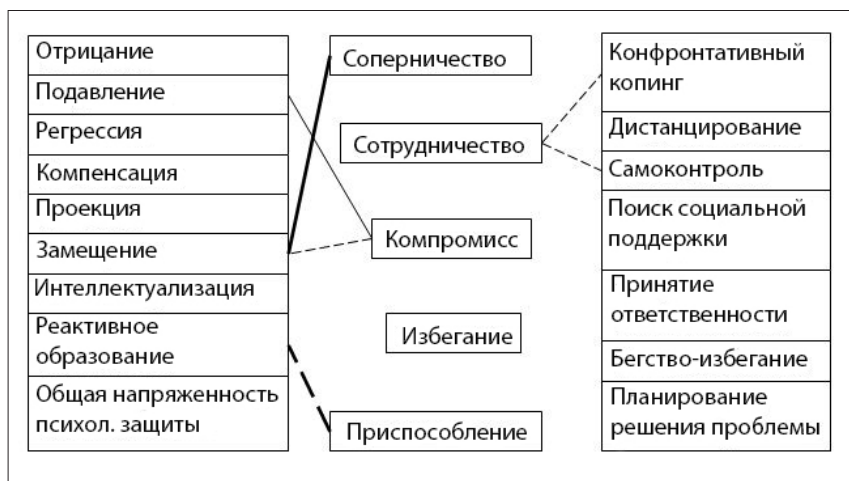 Отрицание
Подавление
Регрессия
Компенсация
Проекция
Замещение
Интеллектуализация
Реактивное
образование
Общая напряженность
психол. защиты
Соперничество
Сотрудничество
Компромисс
Избегание
Приспособление
Конфронтативный
копинг
Дистанцирование
Самоконтроль
Поиск социальной
поддержки
Принятие
ответственности
Бегство-избегание
Планирование
решения проблемы